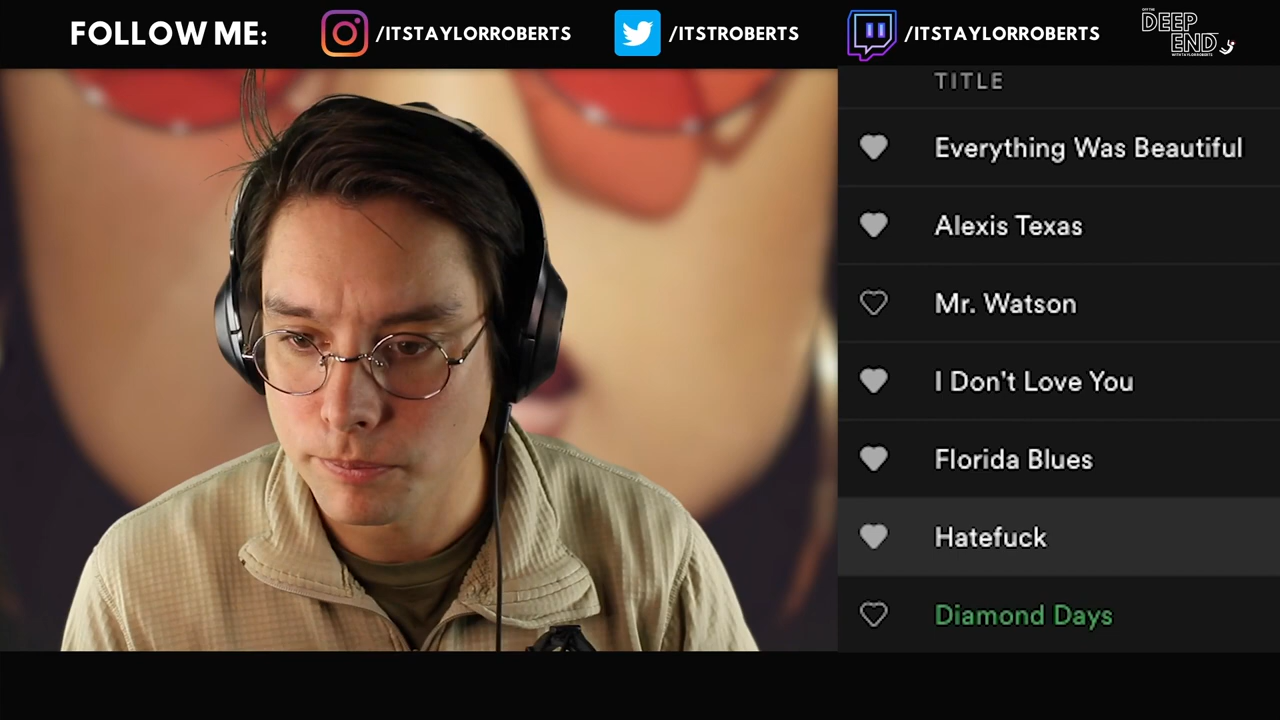 FOLLOW ME: /ITSTAYLORROBERTS /ITSTROBERTS /ITSTAYLORROBERTS
DEEP
END
TITLE
Everything Was Beautiful
Alexis Texas
Mr. Watson
I Don't Love You
Florida Blues
Hatefuck
Diamond Days